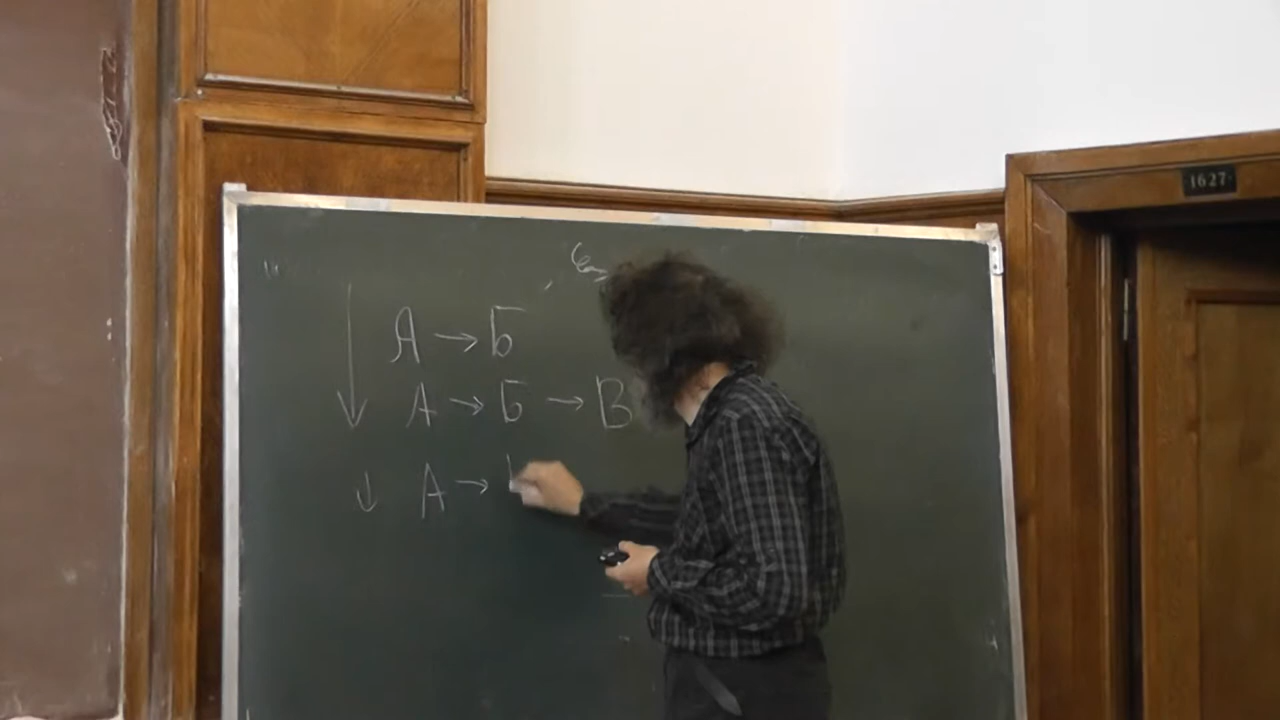 1627
А → Б
↓ А → Б → В
↓ А →